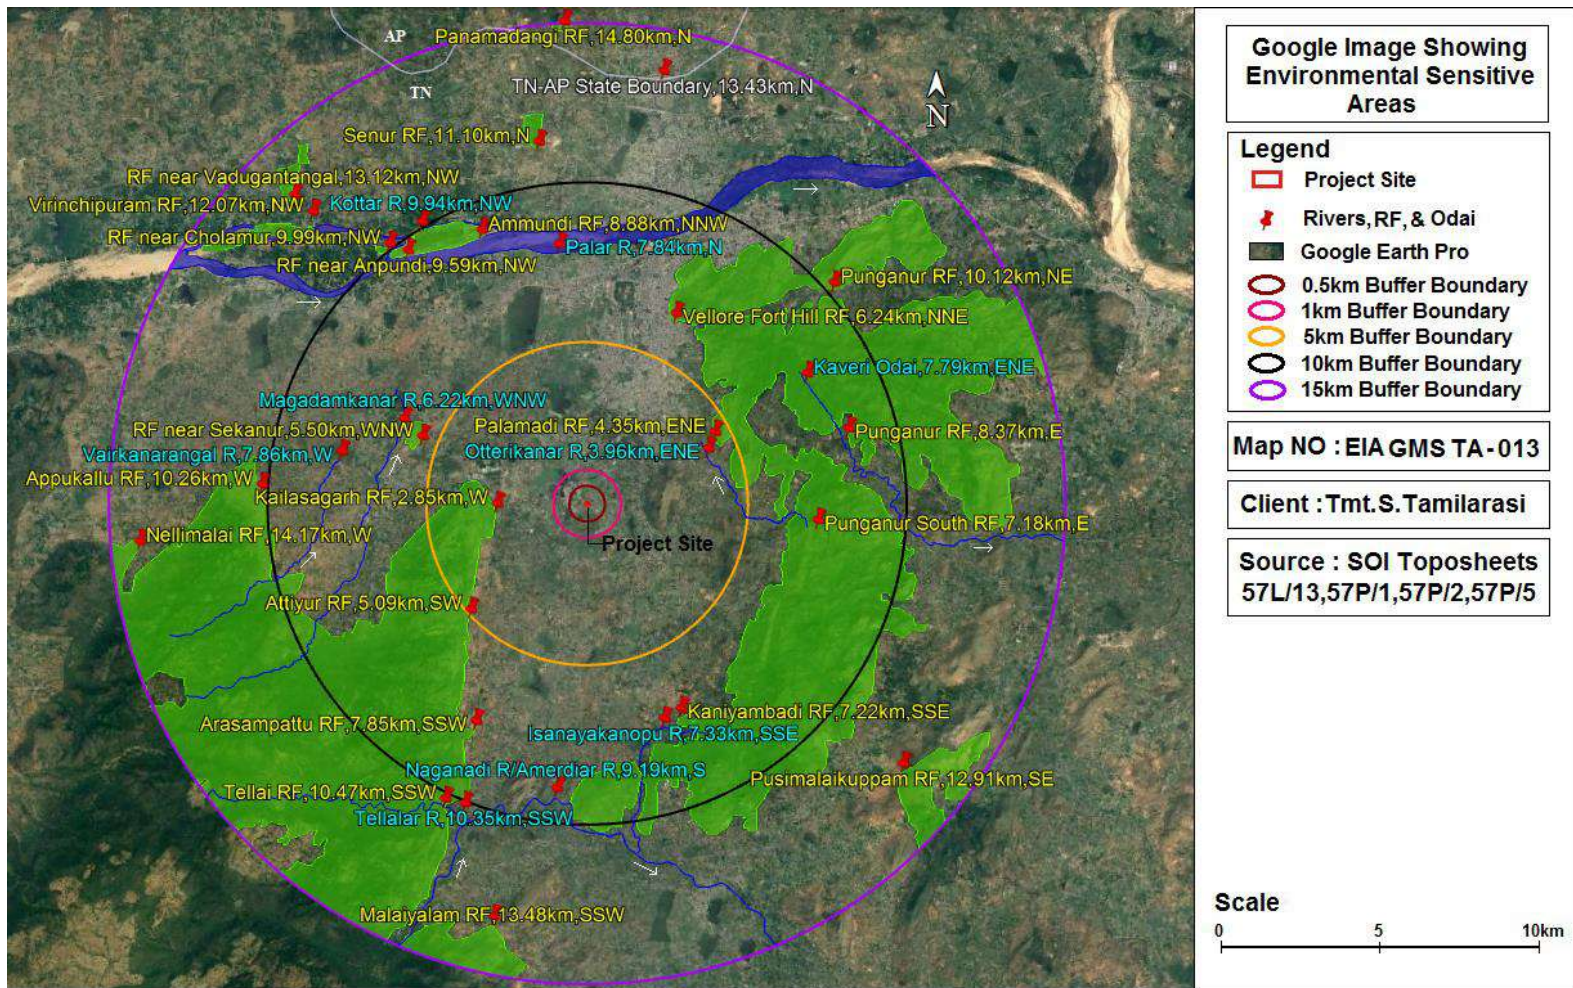 AP
Panamadangi RF,14.80km,N
TN-AP State Boundary,13.43km,N
TN
N
Senur RF,11.10km,N
RF near Vadugantangal,13.12km,NW
Virinchipuram RF,12.07km,NW
Kottar R,9.94km,NW
Ammundi RF,8.88km,NNW
RF near Cholamur,9.99km,NW
Palar R,7.84km,N
RF near Anpundi,9.59km,NW
Punganur RF,10.12km,NE
Vellore Fort Hill RF,6.24km,NNE
Kaveri Odai,7.79km,ENE
Magadamkanar R,6.22km,WNW
RF near Sekanur,5.50km,WNW
Palamadi RF,4.35km,ENE
Punganur RF,8.37km,E
Vairkanarangal R,7.86km,W
Otterikanar R,3.96km,ENE
Appukallu RF,10.26km,W
Kailasagarh RF,2.85km,W
Punganur South RF,7.18km,E
Nellimalai RF,14.17km,W
Project Site
Attiyur RF,5.09km,SW
Arasampattu RF,7.85km,SSW
Kaniyambadi RF,7.22km,SSE
Isanayakanopu R,7.33km,SSE
Naganadi R/Amerdiar R,9.19km,S
Pusimalaikuppam RF,12.91km,SE
Tellai RF,10.47km,SSW
Tellalar R,10.35km,SSW
Malaiyalam RF,13.48km,SSW
Google Image Showing
Environmental Sensitive
Areas
Legend
Project Site
Rivers,RF,& Odai
Google Earth Pro
0.5km Buffer Boundary
1km Buffer Boundary
5km Buffer Boundary
10km Buffer Boundary
15km Buffer Boundary
Map NO : EIA GMS TA-013
Client : Tmt.S.Tamilarasi
Source : SOI Toposheets
57L/13,57P/1,57P/2,57P/5
Scale
0 5 10km